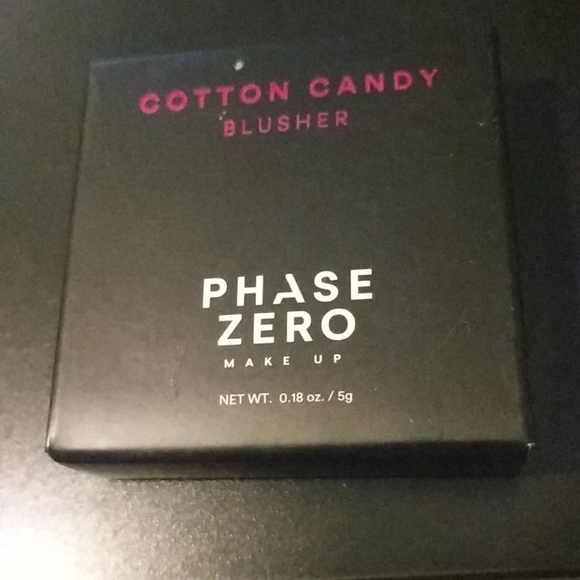 COTTON CANDY
BLUSHER
PHASE
ZERO
MAKE UP
NET WT. 0.18 oz. / 5g